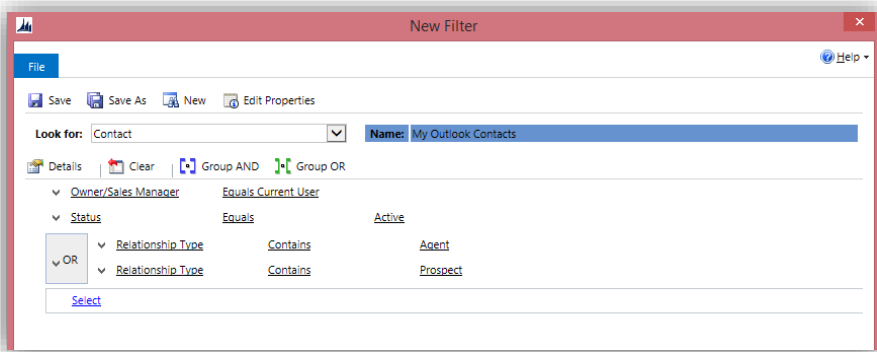 New Filter
File
Help
Save Save As New Edit Properties
Look for: Contact Name: My Outlook Contacts
Details Clear Group AND Group OR
Owner/Sales Manager Equals Current User
Status Equals Active
OR
Relationship Type Contains Agent
Relationship Type Contains Prospect
Select